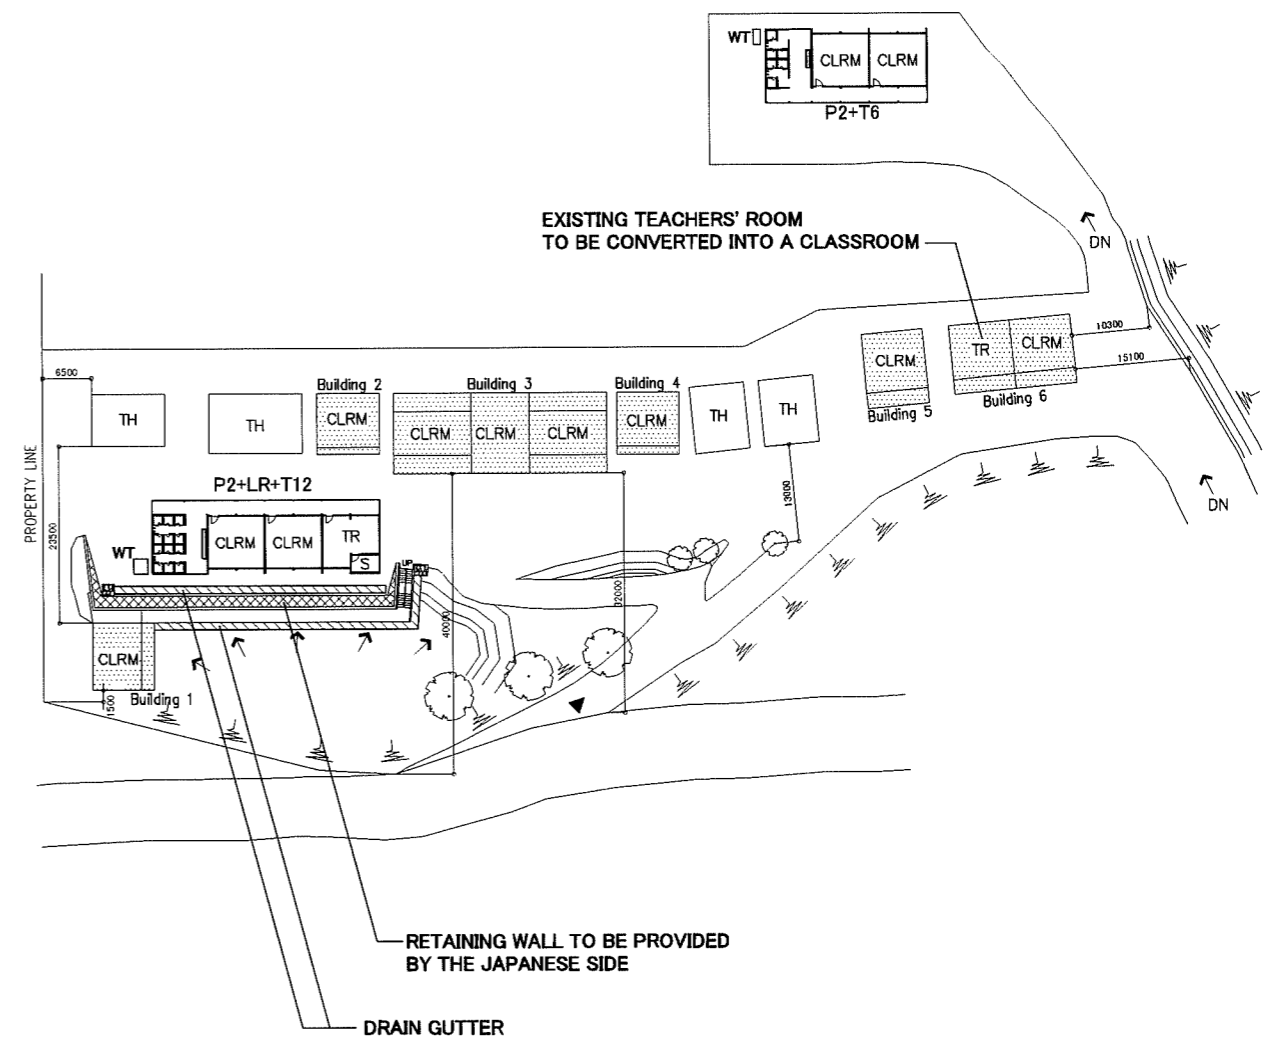 WT
CLRM CLRM
P2+T6
EXISTING TEACHERS' ROOM
TO BE CONVERTED INTO A CLASSROOM
DN
10300
15100
CLRM
TR
CLRM
Building 5
Building 6
6500
TH
TH
Building 2
CLRM
Building 3
CLRM CLRM CLRM
Building 4
CLRM
TH
TH
PROPERTY LINE
23500
P2+LR+T12
WT
CLRM CLRM TR
S
UP
13000
DN
32000
40000
CLRM
Building 1
1500
RETAINING WALL TO BE PROVIDED
BY THE JAPANESE SIDE
DRAIN GUTTER